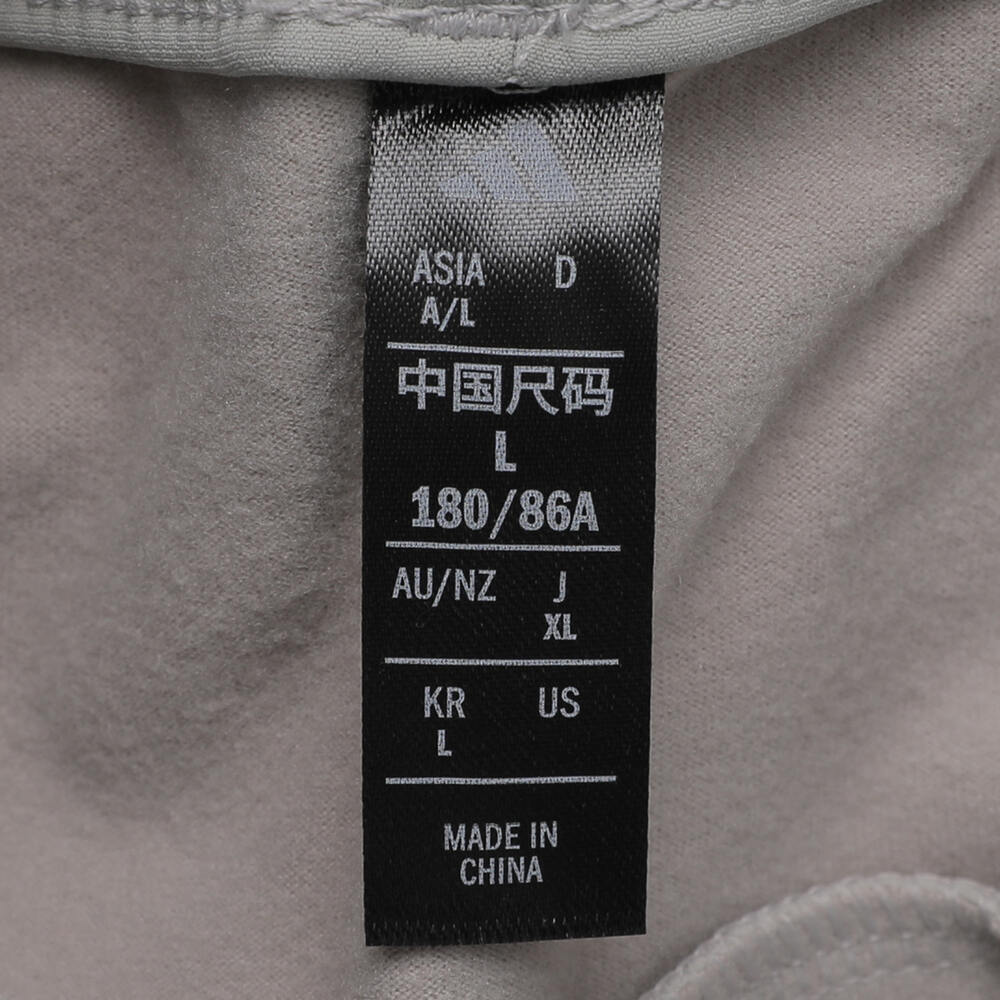 ASIA D
A/L
中国尺码
L
180/86A
AU/NZ J
XL
KR US
L
MADE IN
CHINA